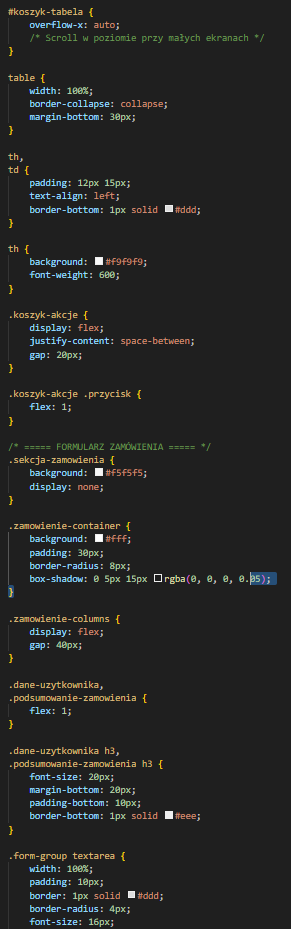 #koszyk-tabela {
    overflow-x: auto;
    /* Scroll w poziomie przy małych ekranach */
}

table {
    width: 100%;
    border-collapse: collapse;
    margin-bottom: 30px;
}

th,
td {
    padding: 12px 15px;
    text-align: left;
    border-bottom: 1px solid #ddd;
}

th {
    background: #f9f9f9;
    font-weight: 600;
}

.koszyk-akcje {
    display: flex;
    justify-content: space-between;
    gap: 20px;
}

.koszyk-akcje .przycisk {
    flex: 1;
}

/* ===== FORMULARZ ZAMÓWIENIA ===== */
.sekcja-zamowienia {
    background: #f5f5f5;
    display: none;
}

.zamowienie-container {
    background: #fff;
    padding: 30px;
    border-radius: 8px;
    box-shadow: 0 5px 15px rgba(0, 0, 0, 0.05);
}

.zamowienie-columns {
    display: flex;
    gap: 40px;
}

.dane-uzytkownika,
.podsumowanie-zamowienia {
    flex: 1;
}

.dane-uzytkownika h3,
.podsumowanie-zamowienia h3 {
    font-size: 20px;
    margin-bottom: 20px;
    padding-bottom: 10px;
    border-bottom: 1px solid #eee;
}

.form-group textarea {
    width: 100%;
    padding: 10px;
    border: 1px solid #ddd;
    border-radius: 4px;
    font-size: 16px;